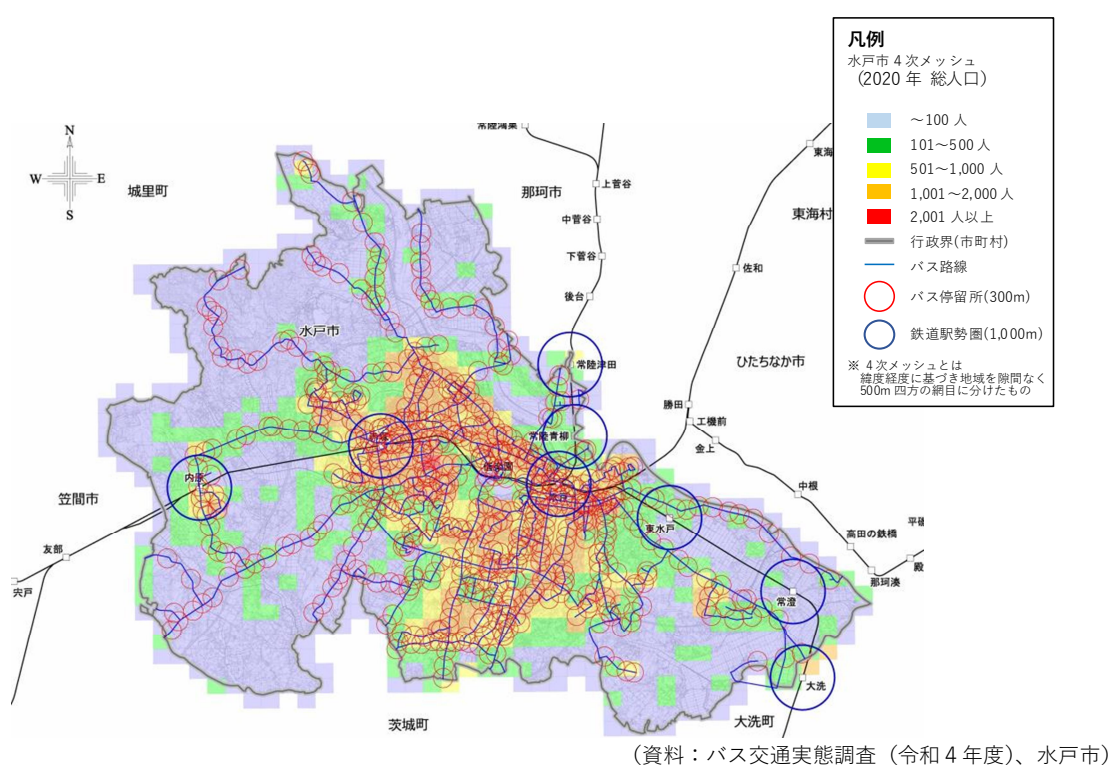 凡例
水戸市 4 次メッシュ
（2020 年 総人口）
～100 人
101～500 人
501～1,000 人
1,001～2,000 人
2,001 人以上
行政界(市町村)
バス路線
バス停留所(300m)
鉄道駅勢圏(1,000m)
※ 4 次メッシュとは
緯度経度に基づき地域を隙間なく
500m 四方の網目に分けたもの
N
W
E
S
城里町
那珂市
上菅谷
中菅谷
下菅谷
後台
東海
東海村
佐和
水戸市
常陸津田
ひたちなか市
勝田
工機前
金上
常陸青柳
内原
中根
笠間市
友部
宍戸
東水戸
高田の鉄橋
平磯
殿
那珂湊
常澄
大洗
茨城町
大洗町
（資料：バス交通実態調査（令和 4 年度）、水戸市）